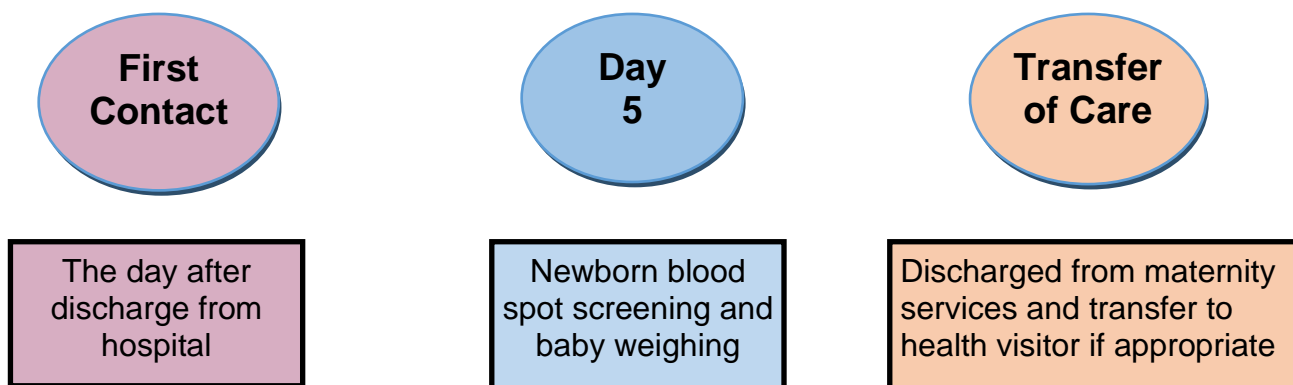 First
Contact
Day
5
Transfer
of Care
The day after
discharge from
hospital
Newborn blood
spot screening and
baby weighing
Discharged from maternity
services and transfer to
health visitor if appropriate